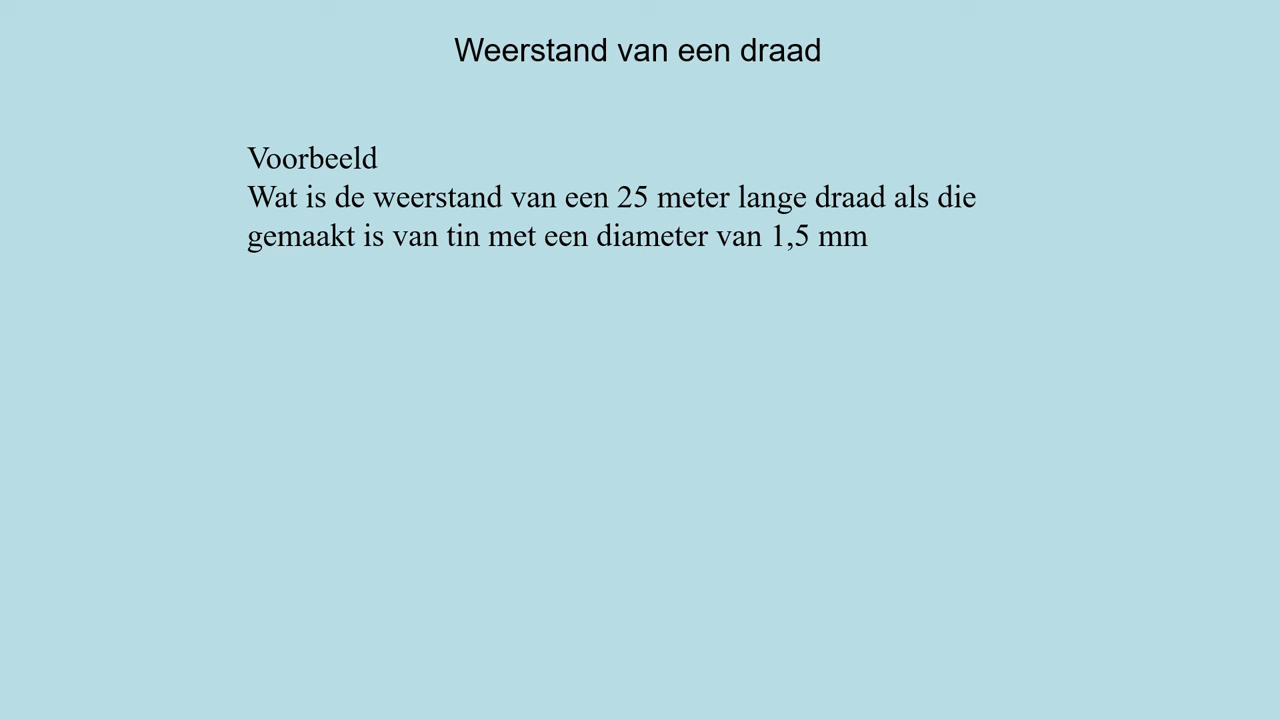 Weerstand van een draad
Voorbeeld
Wat is de weerstand van een 25 meter lange draad als die
gemaakt is van tin met een diameter van 1,5 mm